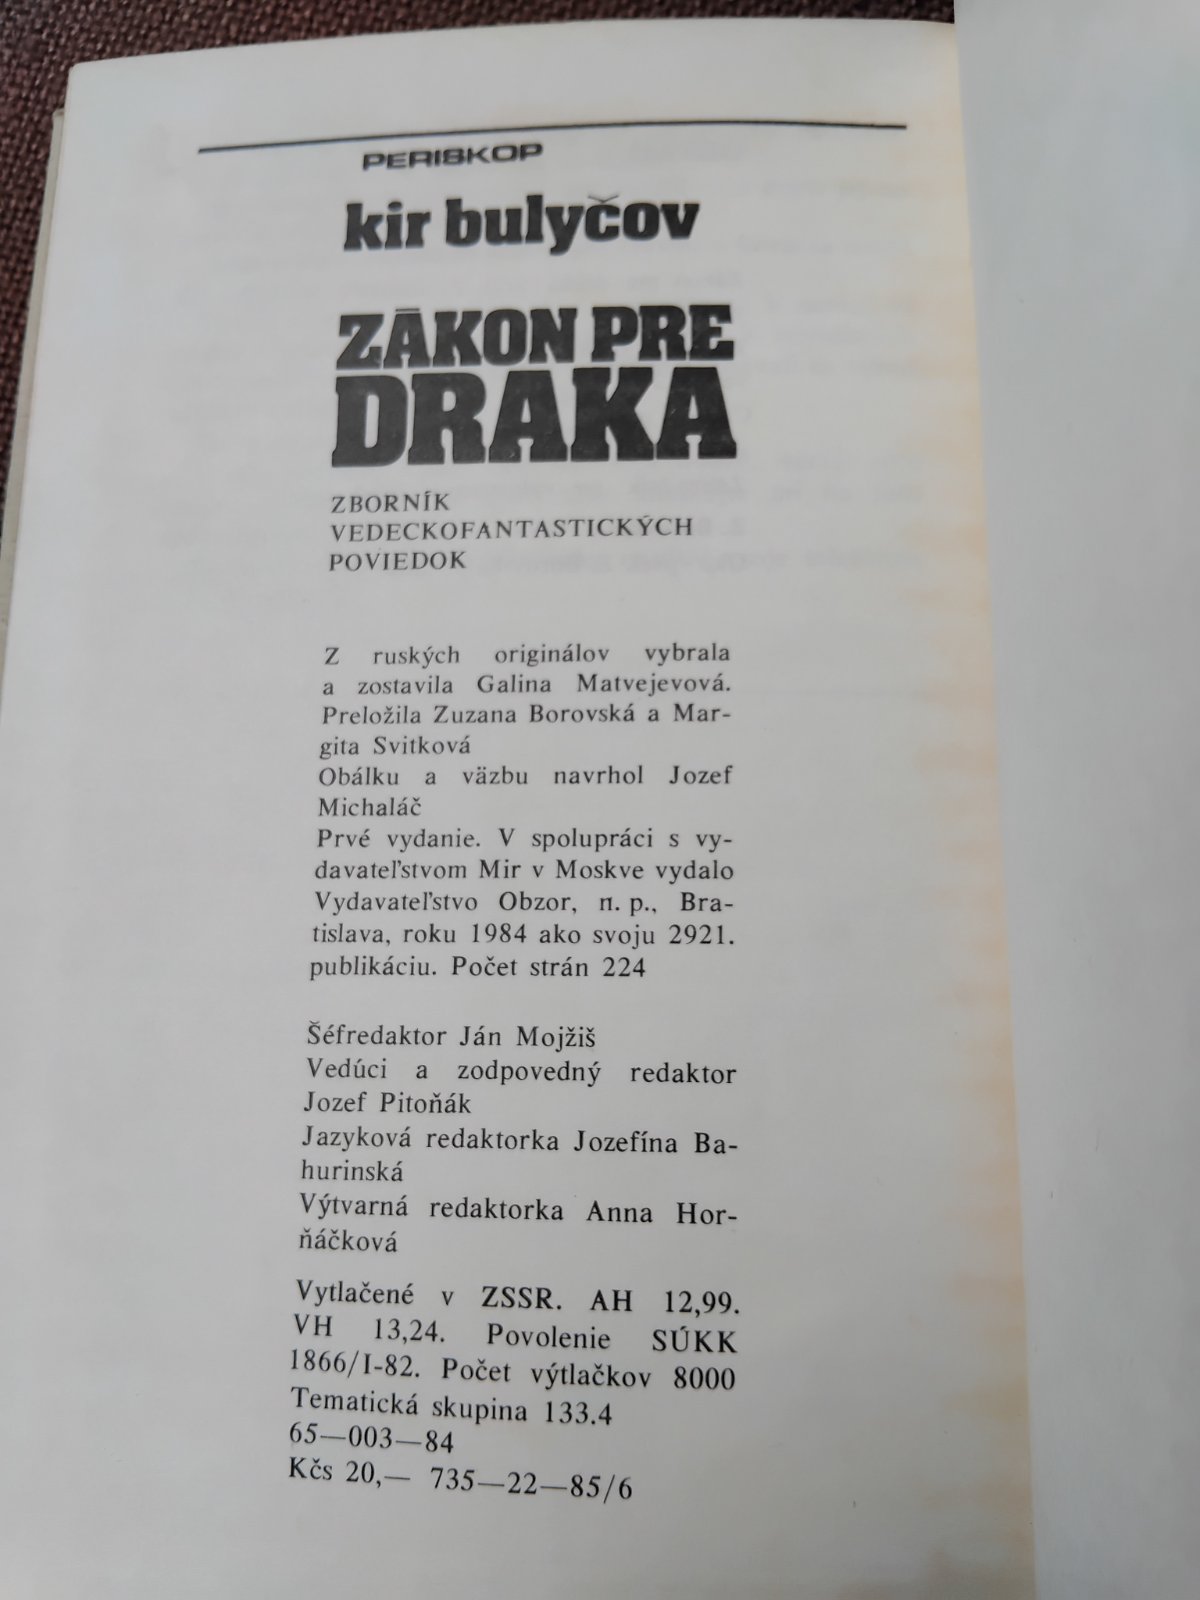 PERISKOP
kir bulyčov
ZÁKON PRE
DRAKA
ZBORNÍK
VEDECKOFANTASTICKÝCH
POVIEDOK
Z ruských originálov vybrala
a zostavila Galina Matvejevová.
Preložila Zuzana Borovská a Mar-
gita Svitková
Obálku a väzbu navrhol Jozef
Michaláč
Prvé vydanie. V spolupráci s vy-
davateľstvom Mir v Moskve vydalo
Vydavateľstvo Obzor, n. p., Bra-
tislava, roku 1984 ako svoju 2921.
publikáciu. Počet strán 224
Šéfredaktor Ján Mojžiš
Vedúci a zodpovedný redaktor
Jozef Pitoňák
Jazyková redaktorka Jozefína Ba-
hurinská
Výtvarná redaktorka Anna Hor-
ňáčková
Vytlačené v ZSSR. AH 12,99.
VH 13,24. Povolenie SÚKK
1866/I-82. Počet výtlačkov 8000
Tematická skupina 133.4
65—003—84
Kčs 20,— 735—22—85/6